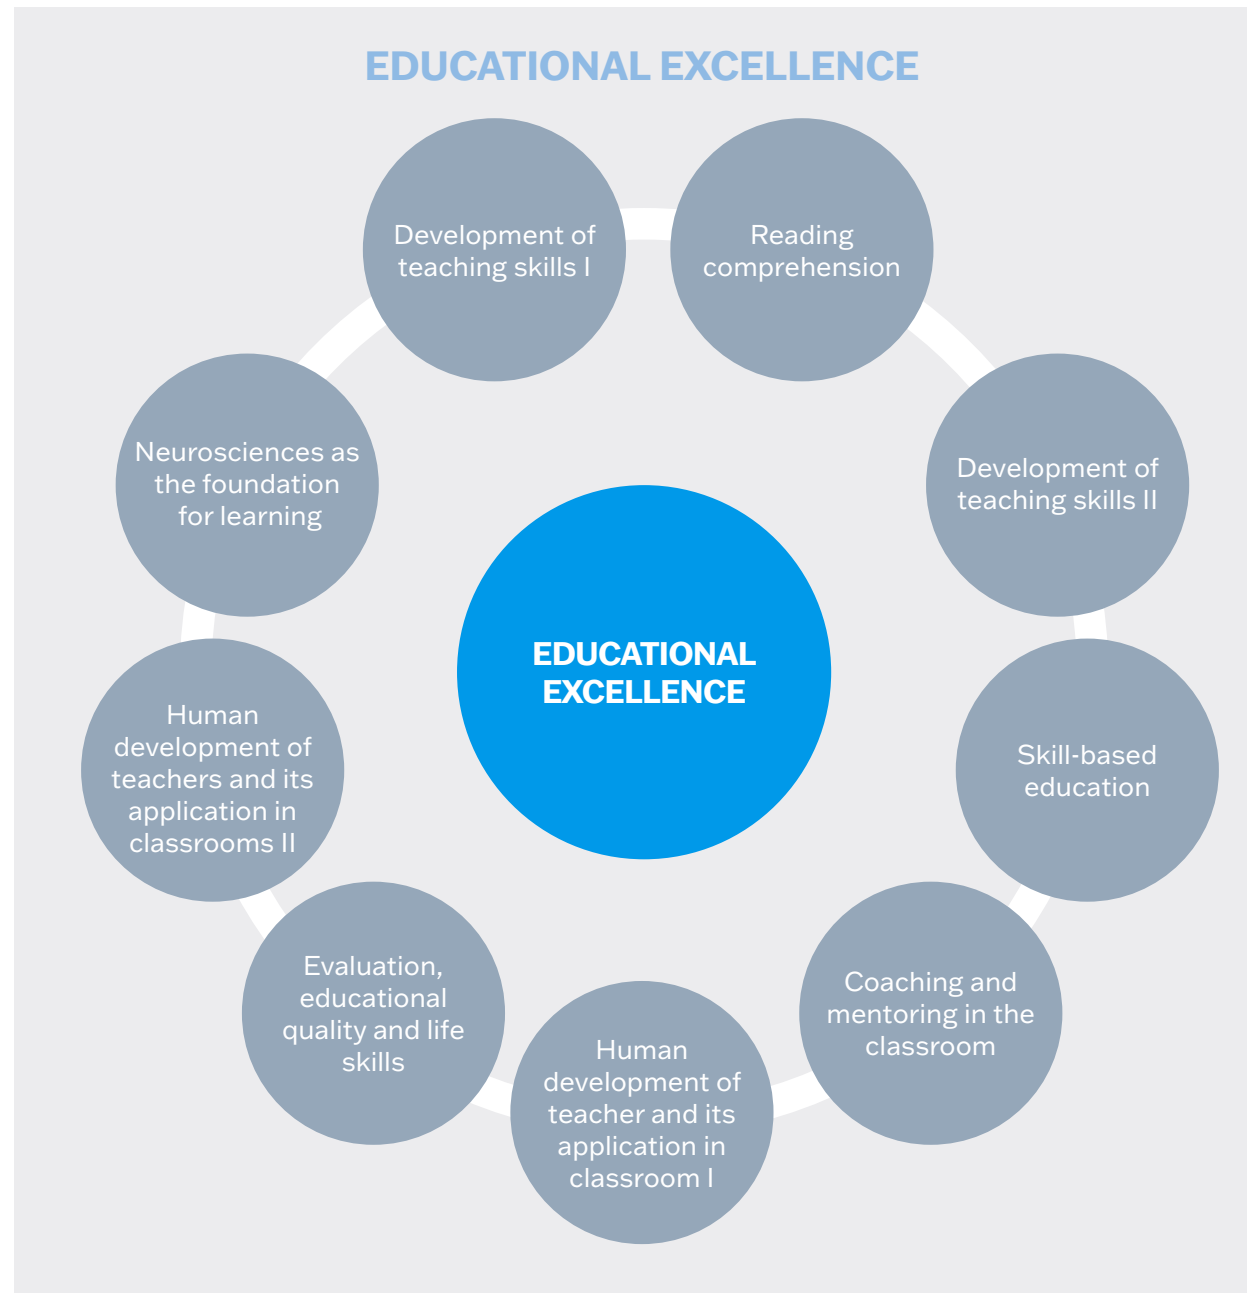 EDUCATIONAL EXCELLENCE
Development of
teaching skills I
Reading
comprehension
Neurosciences as
the foundation
for learning
Development of
teaching skills II
EDUCATIONAL
EXCELLENCE
Human
development of
teachers and its
application in
classrooms II
Skill-based
education
Evaluation,
educational
quality and life
skills
Coaching and
mentoring in the
classroom
Human
development of
teacher and its
application in
classroom I